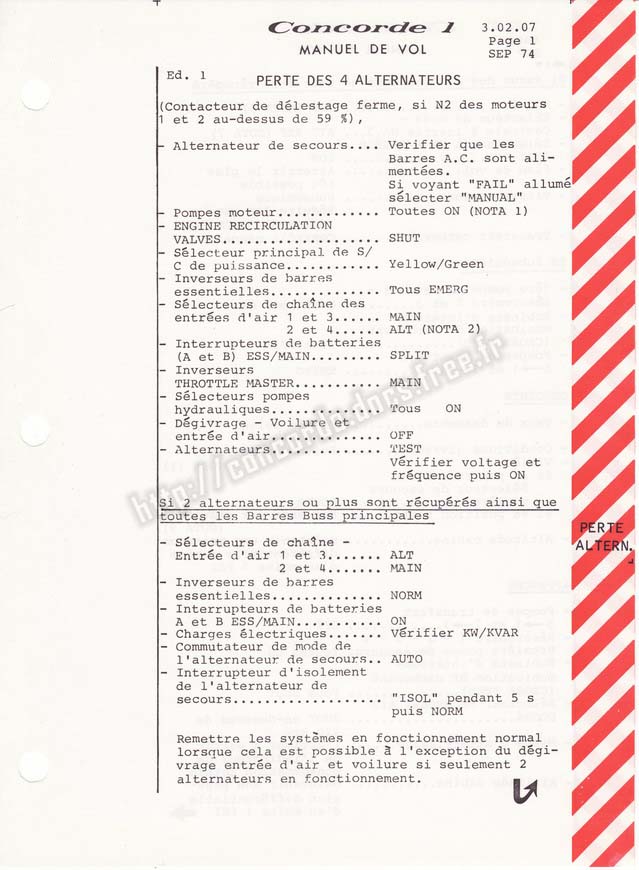 Concorde 1
3.02.07
MANUEL DE VOL
Page 1
SEP 74
Ed. 1
PERTE DES 4 ALTERNATEURS
(Contacteur de délestage ferme, si N2 des moteurs
1 et 2 au-dessus de 59 %),
- Alternateur de secours.... Verifier que les
Barres A.C. sont ali-
mentées.
Si voyant "FAIL" allumé
sélecter "MANUAL"
- Pompes moteur............. Toutes ON (NOTA 1)
- ENGINE RECIRCULATION
VALVES.................... SHUT
- Sélecteur principal de S/
C de puissance............ Yellow/Green
- Inverseurs de barres
essentielles.............. Tous EMERG
- Sélecteurs de chaîne des
entrées d'air 1 et 3...... MAIN
2 et 4...... ALT (NOTA 2)
- Interrupteurs de batteries
(A et B) ESS/MAIN......... SPLIT
- Inverseurs
THROTTLE MASTER........... MAIN
- Sélecteurs pompes
hydrauliques.............. Tous ON
- Dégivrage - Voilure et
entrée d'air.............. OFF
- Alternateurs.............. TEST
Vérifier voltage et
fréquence puis ON
Si 2 alternateurs ou plus sont récupérés ainsi que
toutes les Barres Buss principales
- Sélecteurs de chaîne -
Entrée d'air 1 et 3....... ALT
2 et 4....... MAIN
- Inverseurs de barres
essentielles.............. NORM
- Interrupteurs de batteries
A et B ESS/MAIN........... ON
- Charges électriques....... Vérifier KW/KVAR
- Commutateur de mode de
l'alternateur de secours.. AUTO
- Interrupteur d'isolement
de l'alternateur de
secours................... "ISOL" pendant 5 s
puis NORM
Remettre les systèmes en fonctionnement normal
lorsque cela est possible à l'exception du dégi-
vrage entrée d'air et voilure si seulement 2
alternateurs en fonctionnement.
PERTE
ALTERN.
http://concorde.docs.free.fr